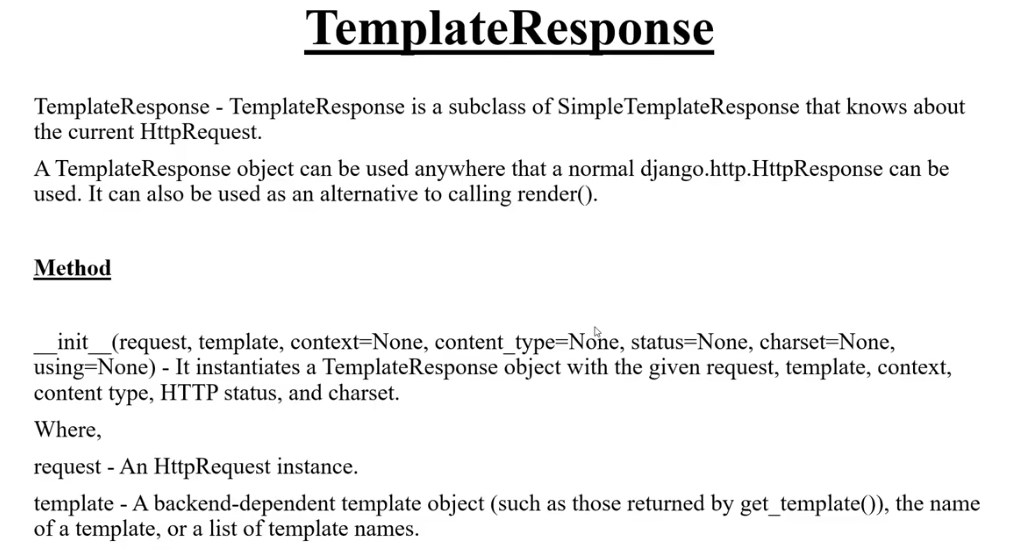 TemplateResponse
TemplateResponse - TemplateResponse is a subclass of SimpleTemplateResponse that knows about
the current HttpRequest.
A TemplateResponse object can be used anywhere that a normal django.http.HttpResponse can be
used. It can also be used as an alternative to calling render().
Method
__init__(request, template, context=None, content_type=None, status=None, charset=None,
using=None) - It instantiates a TemplateResponse object with the given request, template, context,
content type, HTTP status, and charset.
Where,
request - An HttpRequest instance.
template - A backend-dependent template object (such as those returned by get_template()), the name
of a template, or a list of template names.